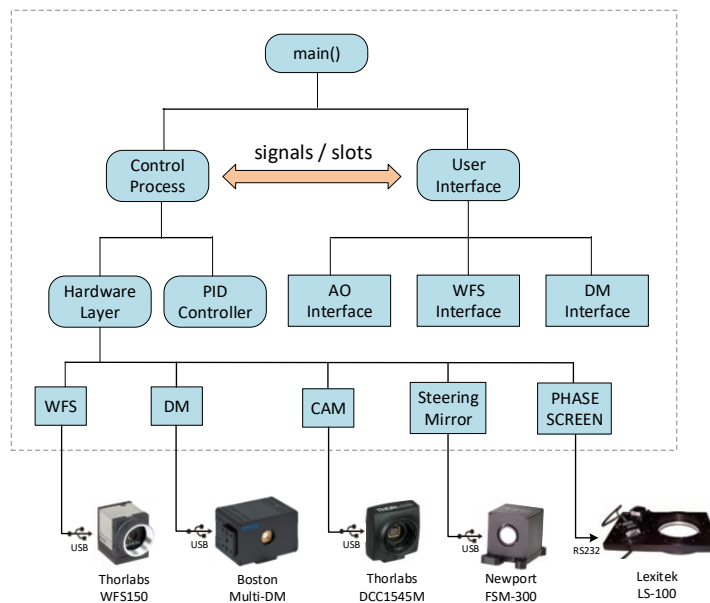 main()
signals / slots
Control
Process
User
Interface
Hardware
Layer
PID
Controller
AO
Interface
WFS
Interface
DM
Interface
WFS
DM
CAM
Steering
Mirror
PHASE
SCREEN
USB
USB
USB
USB
RS232
THOR
Thorlabs
WFS150
Boston
Multi-DM
Thorlabs
DCC1545M
Newport
FSM-300
Lexitek
LS-100